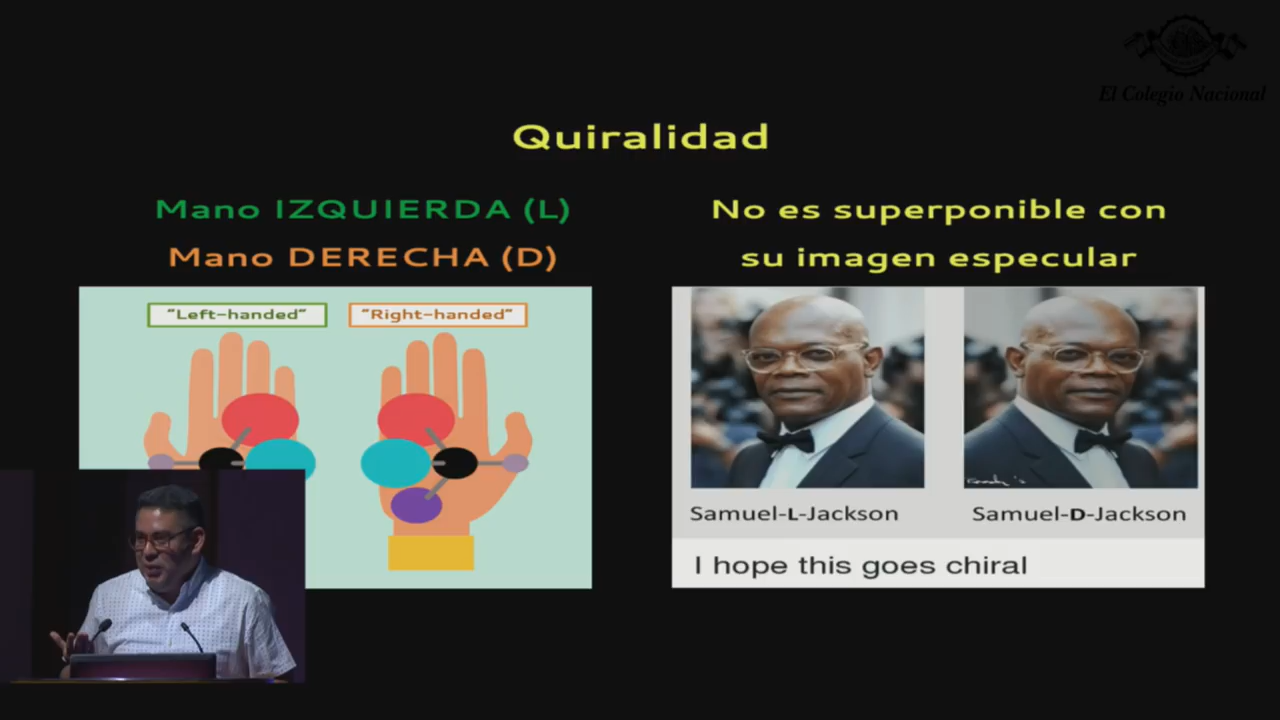 El Colegio Nacional
Quiralidad
Mano IZQUIERDA (L)
Mano DERECHA (D)
"Left-handed"
"Right-handed"
No es superponible con
su imagen especular
Samuel-L-Jackson
Samuel-D-Jackson
I hope this goes chiral